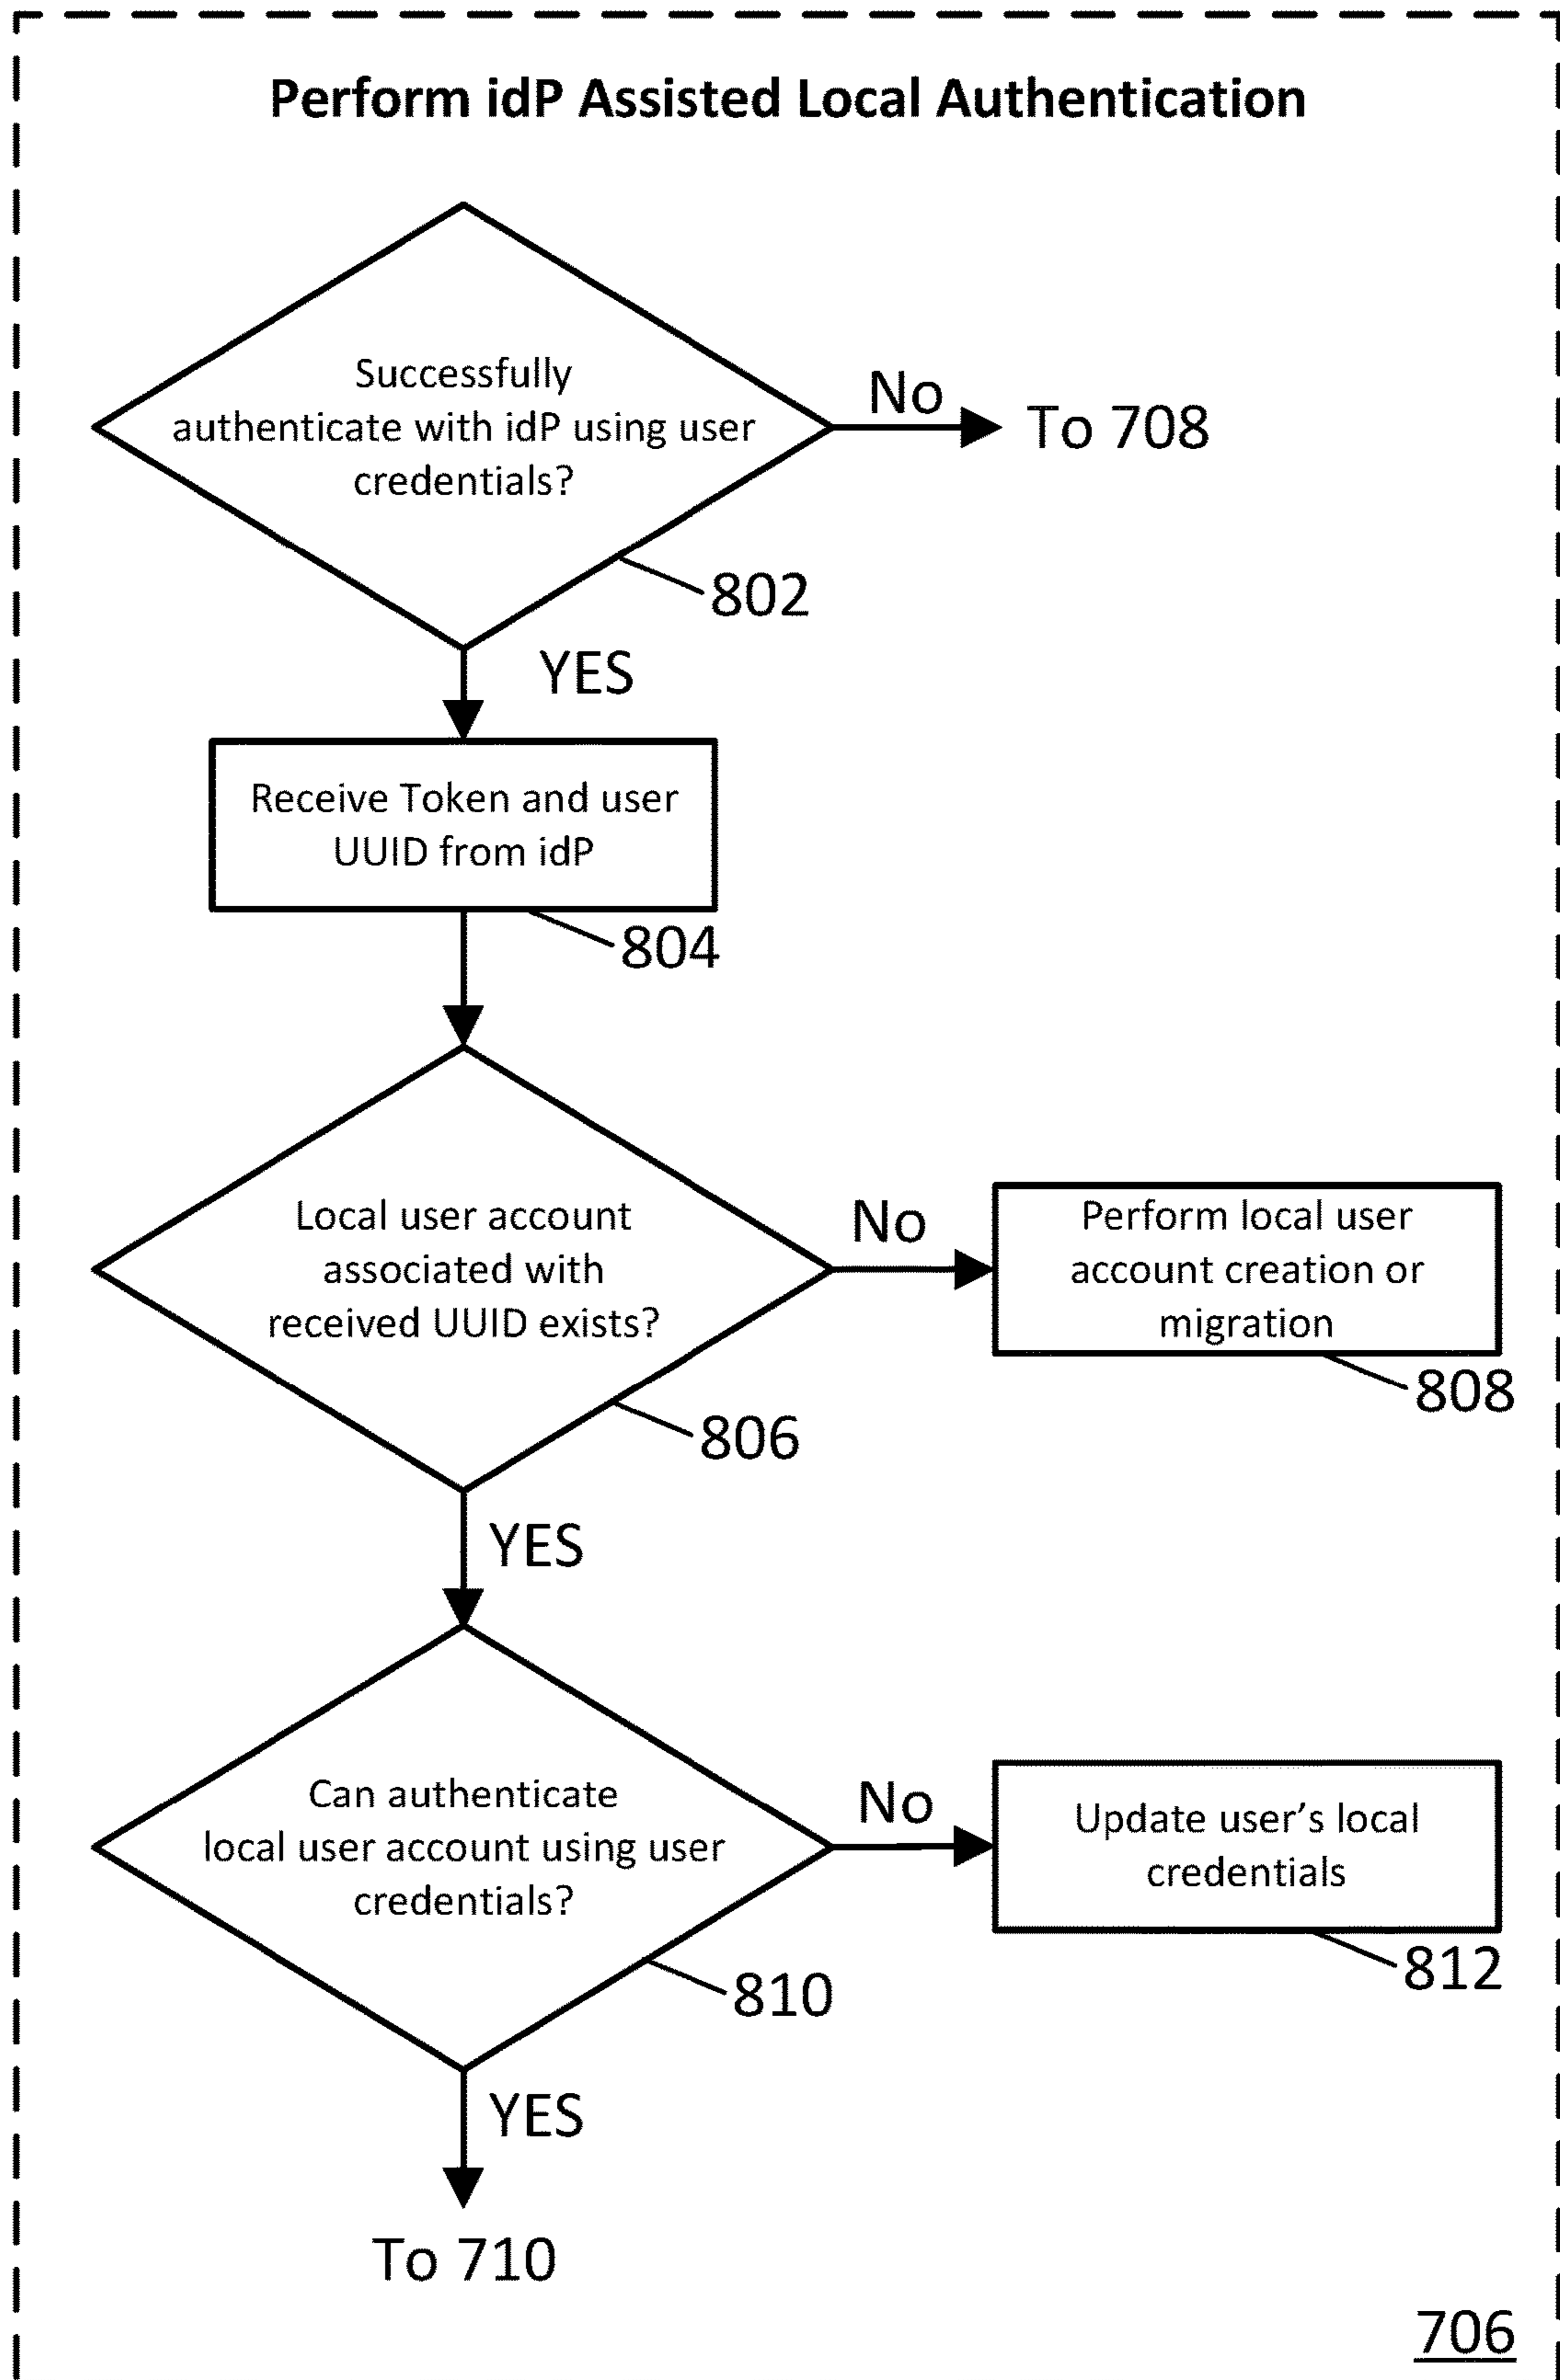 Perform idP Assisted Local Authentication
Successfully
authenticate with idP using user
credentials?
No
To 708
802
YES
Receive Token and user
UUID from idP
804
Local user account
associated with
received UUID exists?
No
Perform local user
account creation or
migration
808
806
YES
Can authenticate
local user account using user
credentials?
No
Update user’s local
credentials
812
810
YES
To 710
706